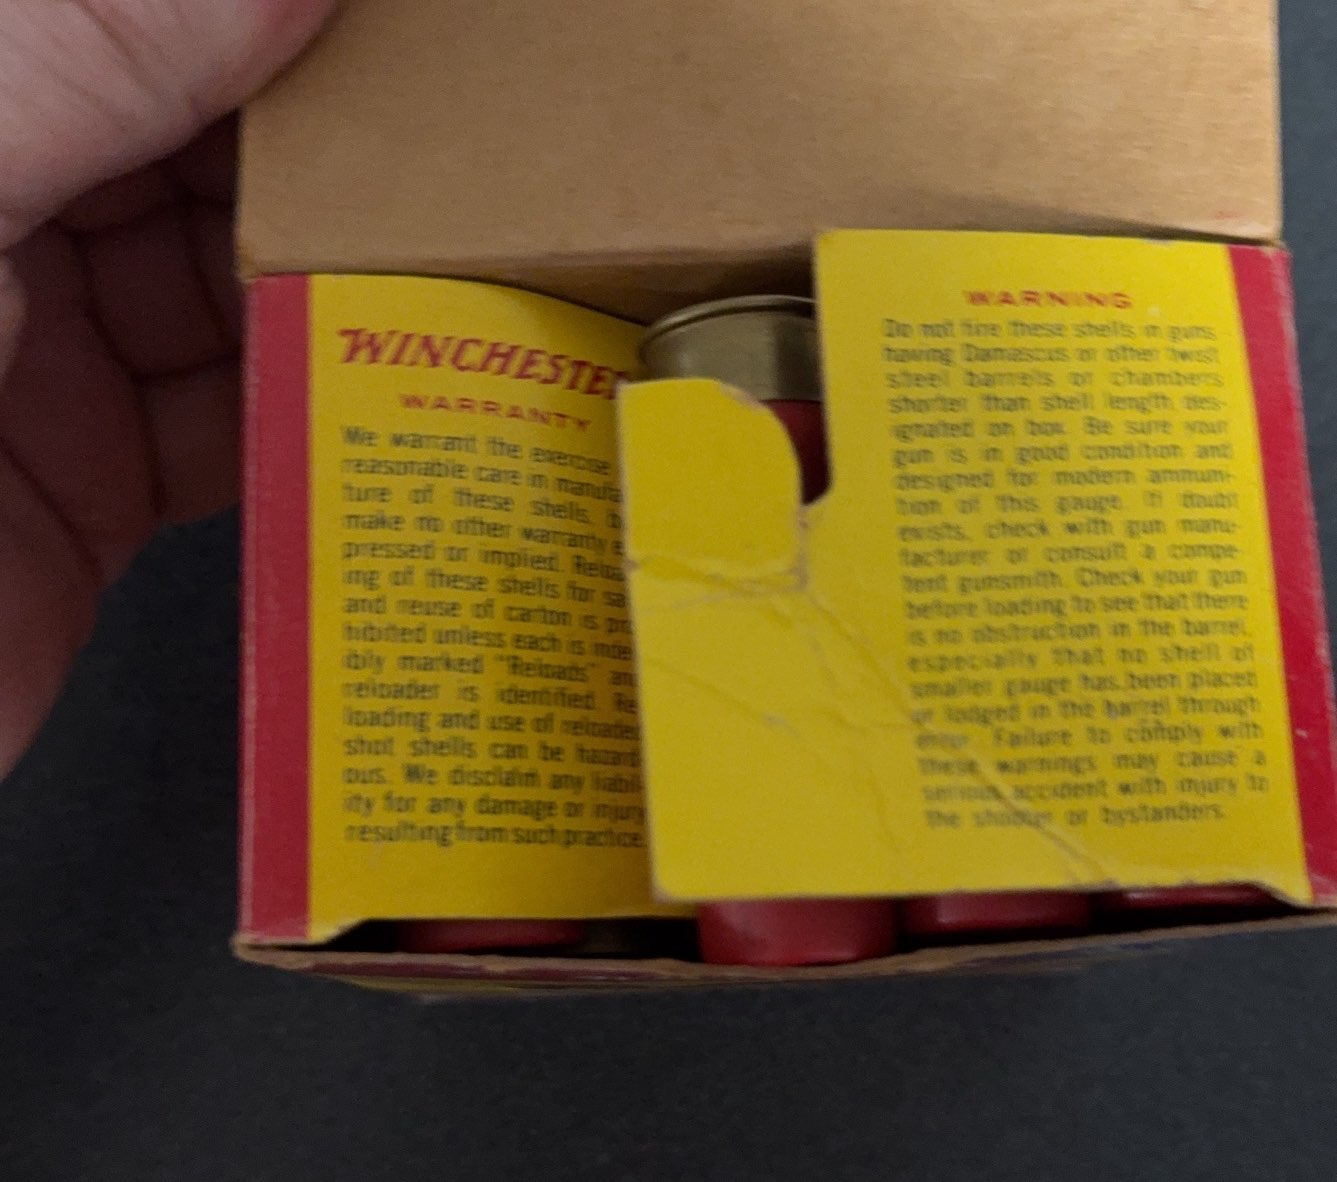 WINCHESTE
WARRANTY
We warrant the exercise
reasonable care in manufa
ture of these shells, b
make no other warranty e
pressed or implied. Reloa
ing of these shells for sa
and reuse of carton is pr
hibited unless each is inde
ibly marked "Reloads" an
reloader is identified. Re
loading and use of reloade
shot shells can be hazard
ous. We disclaim any liabil
ity for any damage or injury
resulting from such practice.
WARNING
Do not fire these shells in guns
having Damascus or other twist
steel barrels or chambers
shorter than shell length des-
ignated on box. Be sure your
gun is in good condition and
designed for modern ammuni-
tion of this gauge. If doubt
exists, check with gun manu-
facturer or consult a compe-
tent gunsmith. Check your gun
before loading to see that there
is no obstruction in the barrel,
especially that no shell of
smaller gauge has been placed
or lodged in the barrel through
error. Failure to comply with
these warnings may cause a
serious accident with injury to
the shooter or bystanders.